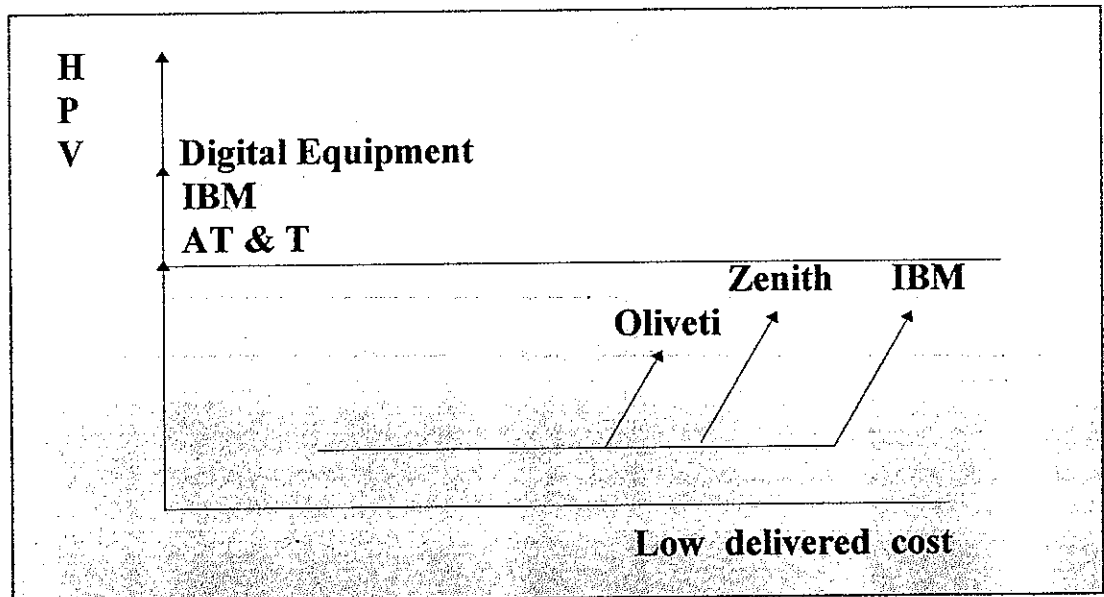 H
P
V
Digital Equipment
IBM
AT & T
Zenith
IBM
Oliveti
Low delivered cost